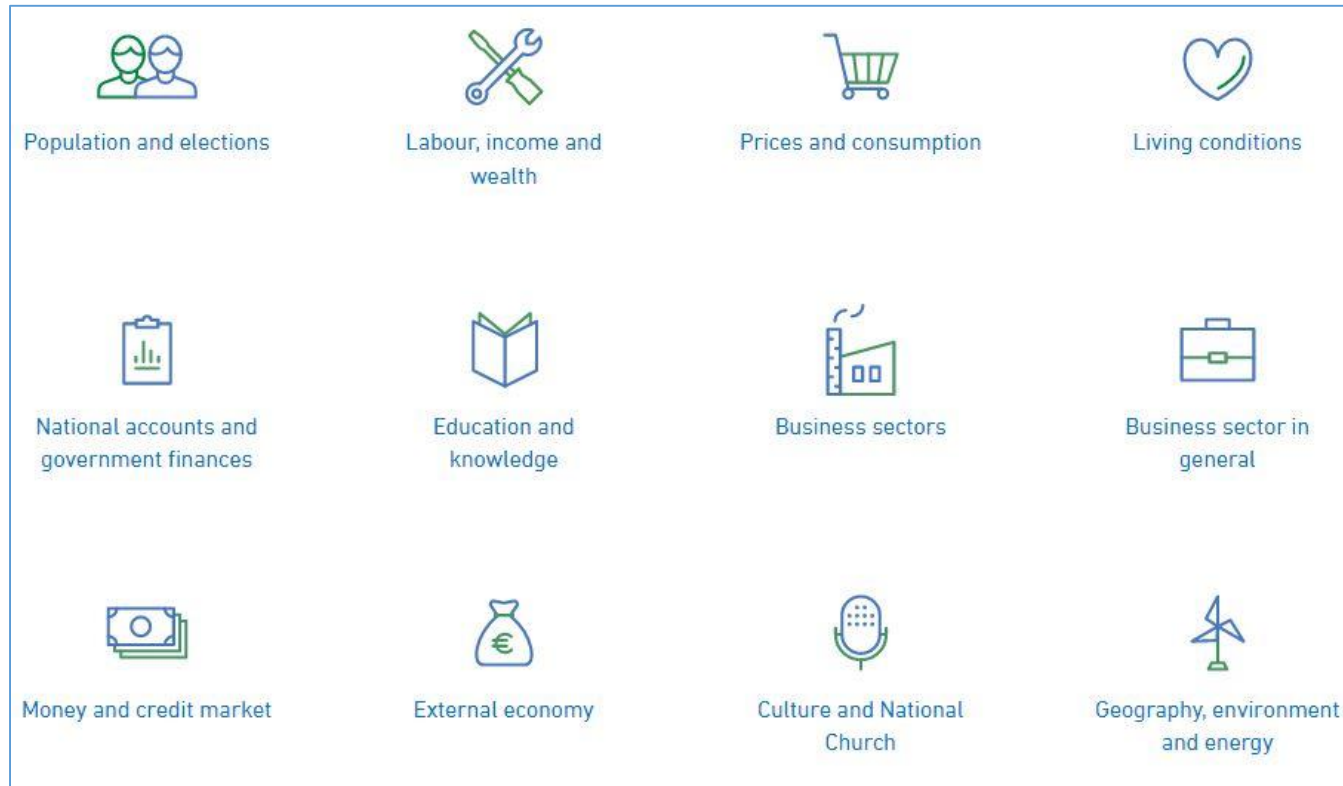 Population and elections
Labour, income and
wealth
Prices and consumption
Living conditions
National accounts and
government finances
Education and
knowledge
Business sectors
Business sector in
general
Money and credit market
External economy
Culture and National
Church
Geography, environment
and energy